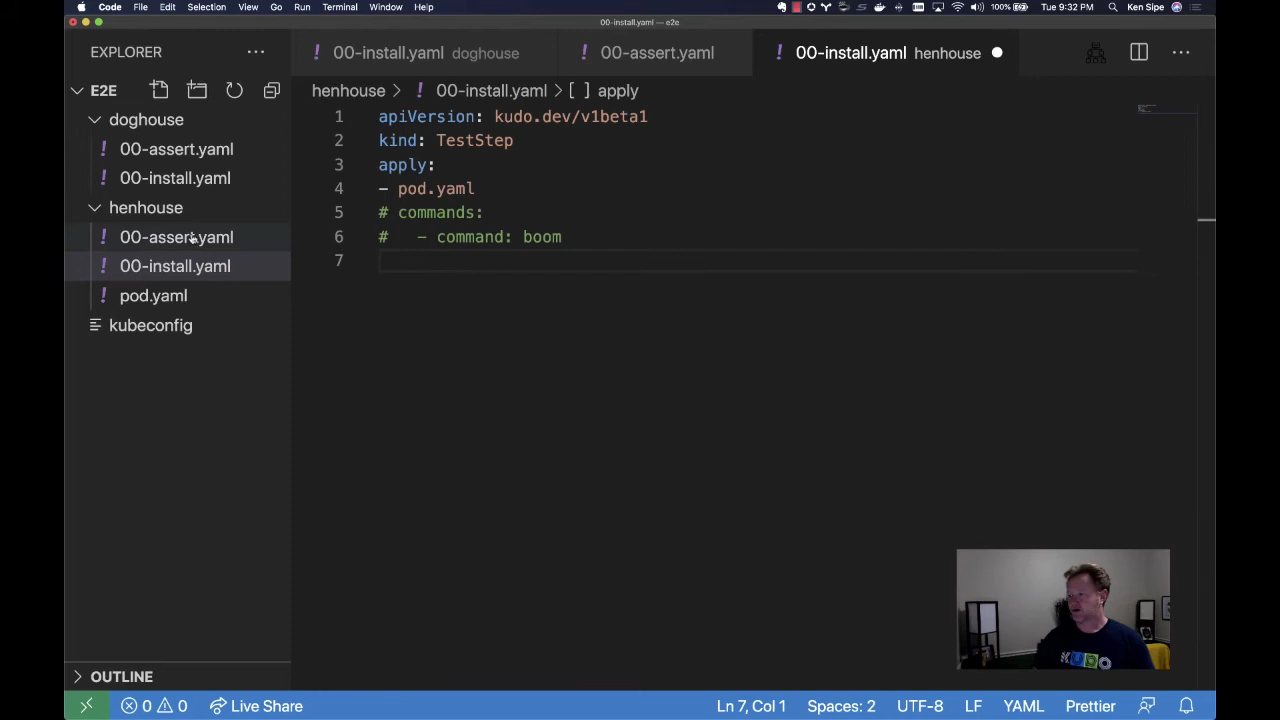 Code File Edit Selection View Go Run Terminal Window Help
100% Tue 9:32 PM Ken Sipe
00-install.yaml — e2e
EXPLORER
00-install.yaml doghouse
00-assert.yaml
00-install.yaml henhouse
E2E
henhouse > ! 00-install.yaml > [ ] apply
doghouse
! 00-assert.yaml
! 00-install.yaml
henhouse
! 00-assert.yaml
! 00-install.yaml
! pod.yaml
kubeconfig
1 apiVersion: kudo.dev/v1beta1
2 kind: TestStep
3 apply:
4 - pod.yaml
5 # commands:
6 #   - command: boom
7
KUDO
OUTLINE
0 0 Live Share
Ln 7, Col 1 Spaces: 2 UTF-8 LF YAML Prettier